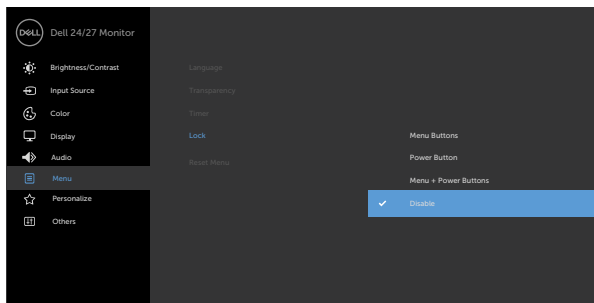 DELL Dell 24/27 Monitor
Brightness/Contrast
Input Source
Color
Display
Audio
Menu
Personalize
Others
Language
Transparency
Timer
Lock
Reset Menu
Menu Buttons
Power Button
Menu + Power Buttons
Disable